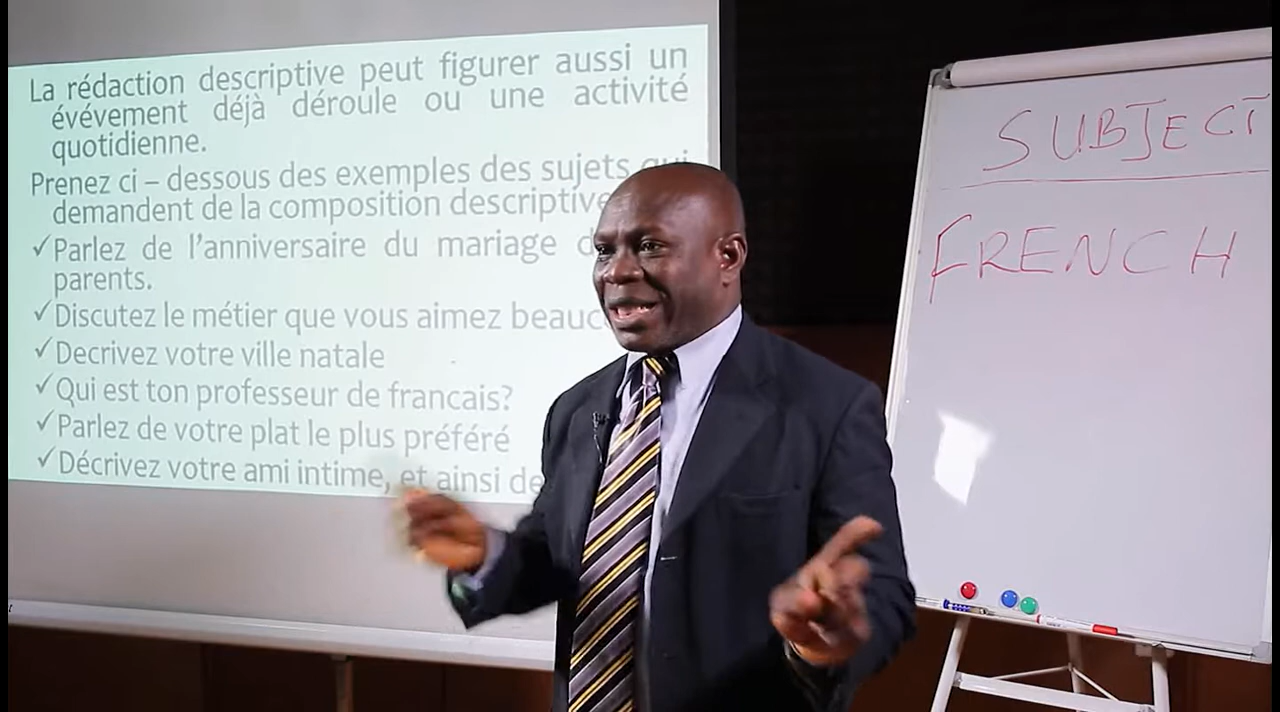 La rédaction descriptive peut figurer aussi un
évévement déjà déroule ou une activité
quotidienne.
Prenez ci – dessous des exemples des sujets qui
demandent de la composition descriptive
✓Parlez de l'anniversaire du mariage
parents.
✓Discutez le métier que vous aimez
✓Decrivez votre ville natale
✓Qui est ton professeur de francais?
✓Parlez de votre plat le plus préféré
✓Décrivez votre ami intime, et ainsi de
SUBJECT
FRENCH